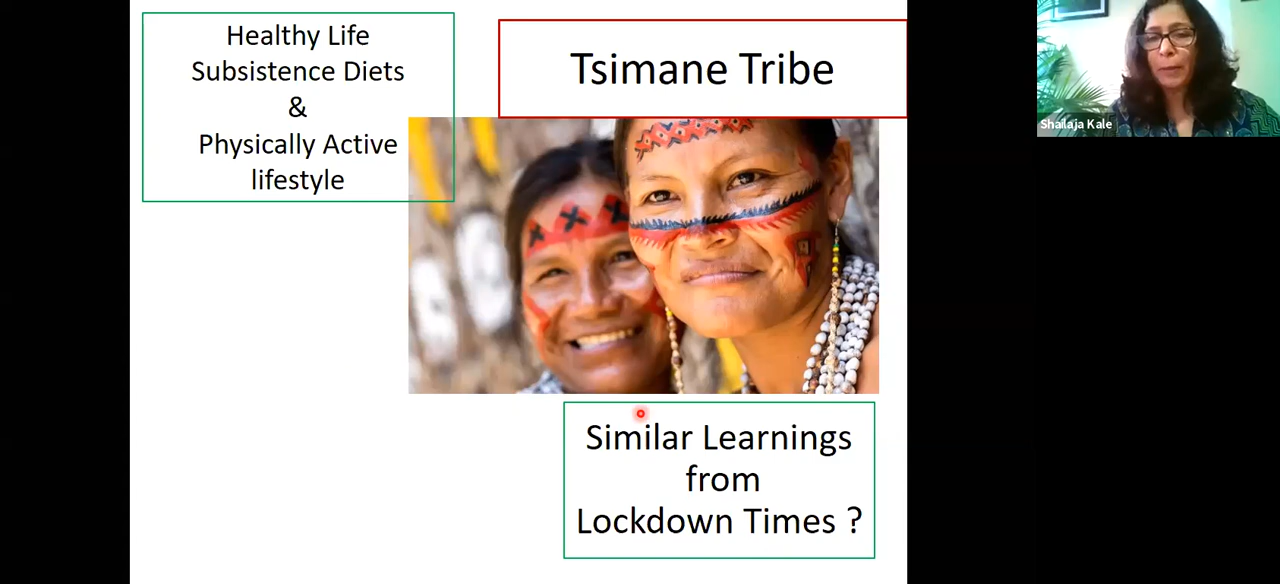 Healthy Life
Subsistence Diets
&
Physically Active
lifestyle
Tsimane Tribe
Shailaja Kale
Similar Learnings
from
Lockdown Times ?